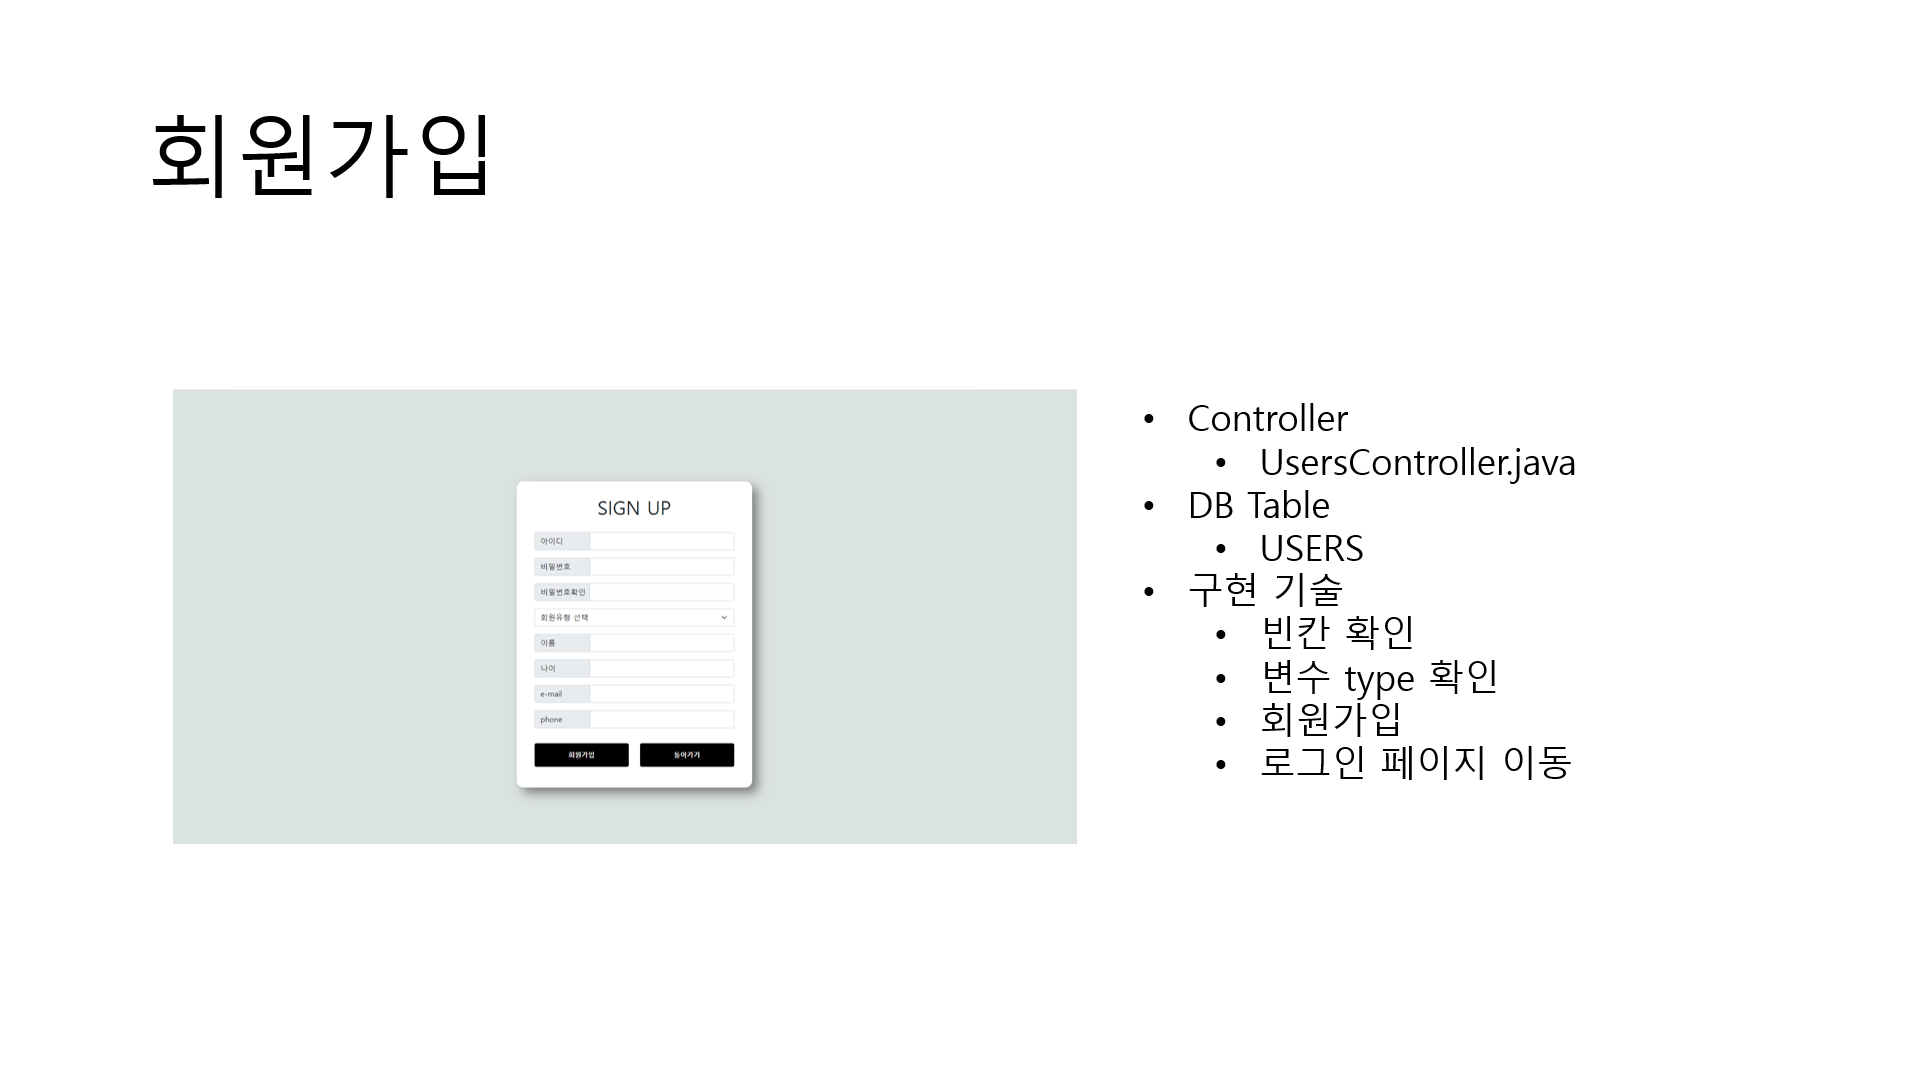 회원가입
SIGN UP
아이디
비밀번호
비밀번호확인
회원유형 선택
이름
나이
e-mail
phone
회원가입 돌아가기
• Controller
• UsersController.java
• DB Table
• USERS
• 구현 기술
• 빈칸 확인
• 변수 type 확인
• 회원가입
• 로그인 페이지 이동